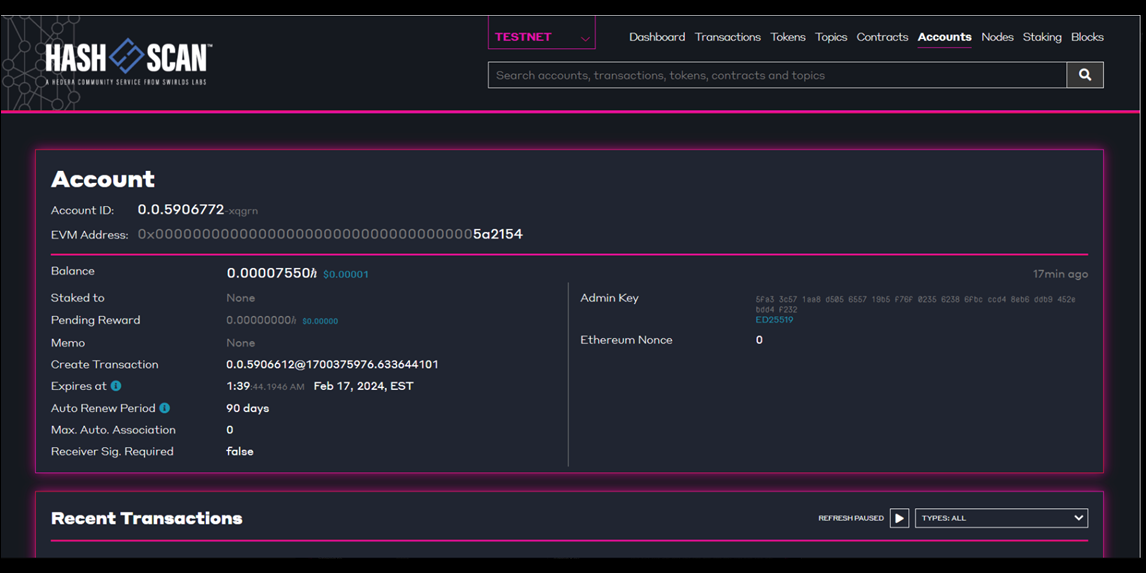 HASH SCAN™
A HEDERA COMMUNITY SERVICE FROM SWIRLDS LABS
TESTNET
Dashboard Transactions Tokens Topics Contracts Accounts Nodes Staking Blocks
Search accounts, transactions, tokens, contracts and topics
Account
Account ID: 0.0.5906772-xqgrn
EVM Address: 0x00000000000000000000000000000000005a2154
Balance 0.00007550ℏ $0.00001 17min ago
Staked to None
Pending Reward 0.00000000ℏ $0.00000
Memo None
Create Transaction 0.0.5906612@1700375976.633644101
Expires at 1:39:44.1946 AM Feb 17, 2024, EST
Auto Renew Period 90 days
Max. Auto. Association 0
Receiver Sig. Required false
Admin Key 5fa3 3c57 1aa8 d505 6557 19b5 f76f 0235 6238 6fbc ccd4 8eb6 ddb9 452e
bdd4 f232
ED25519
Ethereum Nonce 0
Recent Transactions
REFRESH PAUSED TYPES: ALL